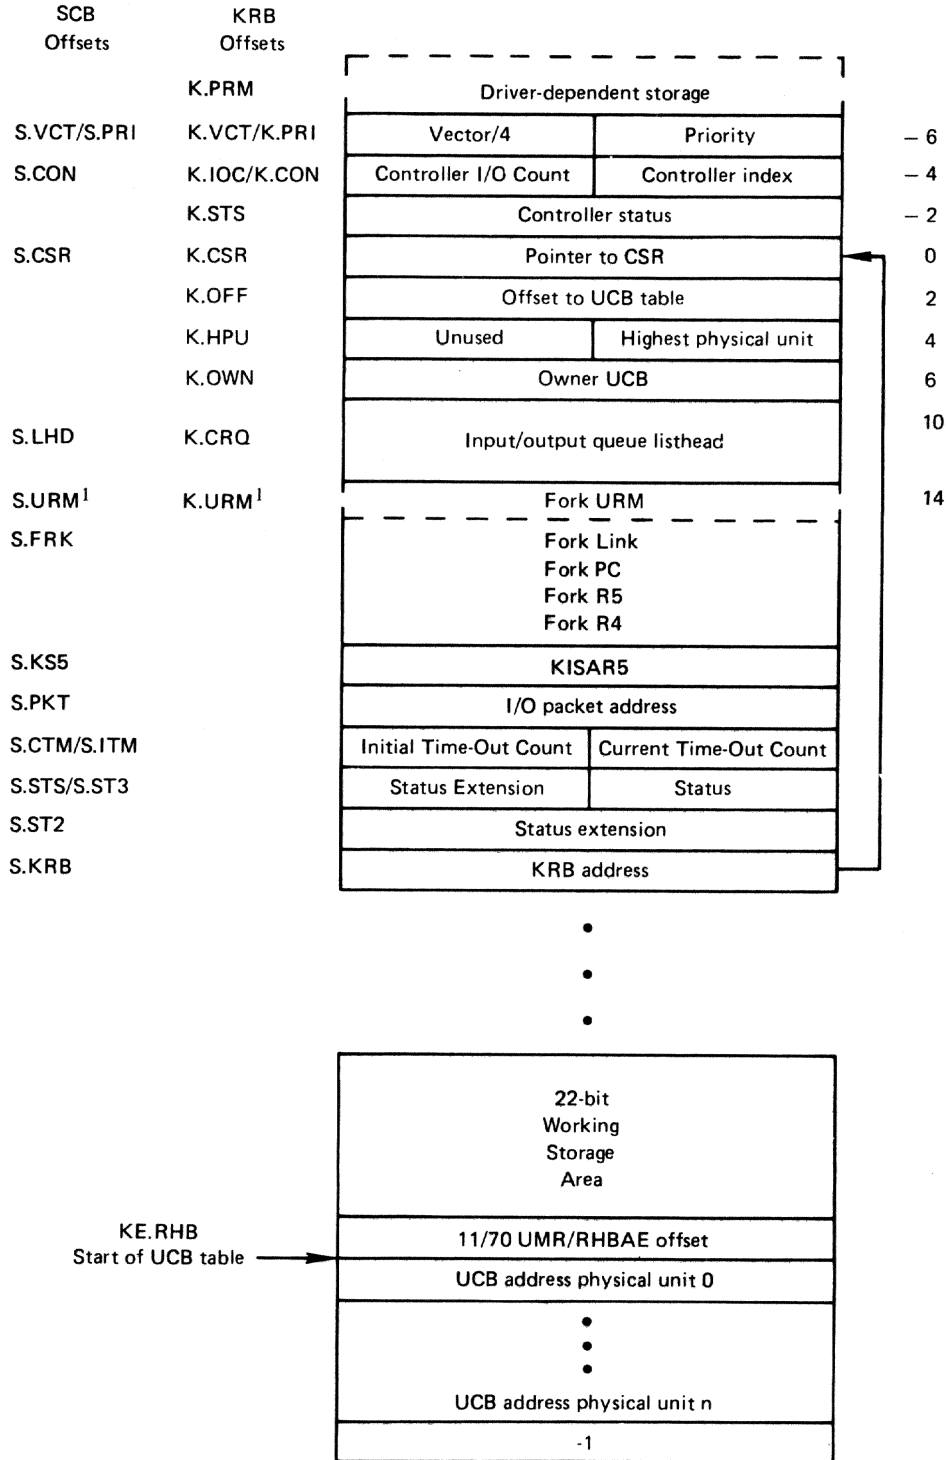 SCB KRB
Offsets Offsets
K.PRM Driver-dependent storage
S.VCT/S.PRI K.VCT/K.PRI Vector/4 Priority – 6
S.CON K.IOC/K.CON Controller I/O Count Controller index – 4
K.STS Controller status – 2
S.CSR K.CSR Pointer to CSR 0
K.OFF Offset to UCB table 2
K.HPU Unused Highest physical unit 4
K.OWN Owner UCB 6
S.LHD K.CRQ Input/output queue listhead 10
S.URM1 K.URM1 Fork URM 14
S.FRK Fork Link
Fork PC
Fork R5
Fork R4
S.KS5 KISAR5
S.PKT I/O packet address
S.CTM/S.ITM Initial Time-Out Count Current Time-Out Count
S.STS/S.ST3 Status Extension Status
S.ST2 Status extension
S.KRB KRB address
22-bit
Working
Storage
Area
KE.RHB 11/70 UMR/RHBAE offset
Start of UCB table
UCB address physical unit 0
UCB address physical unit n
-1